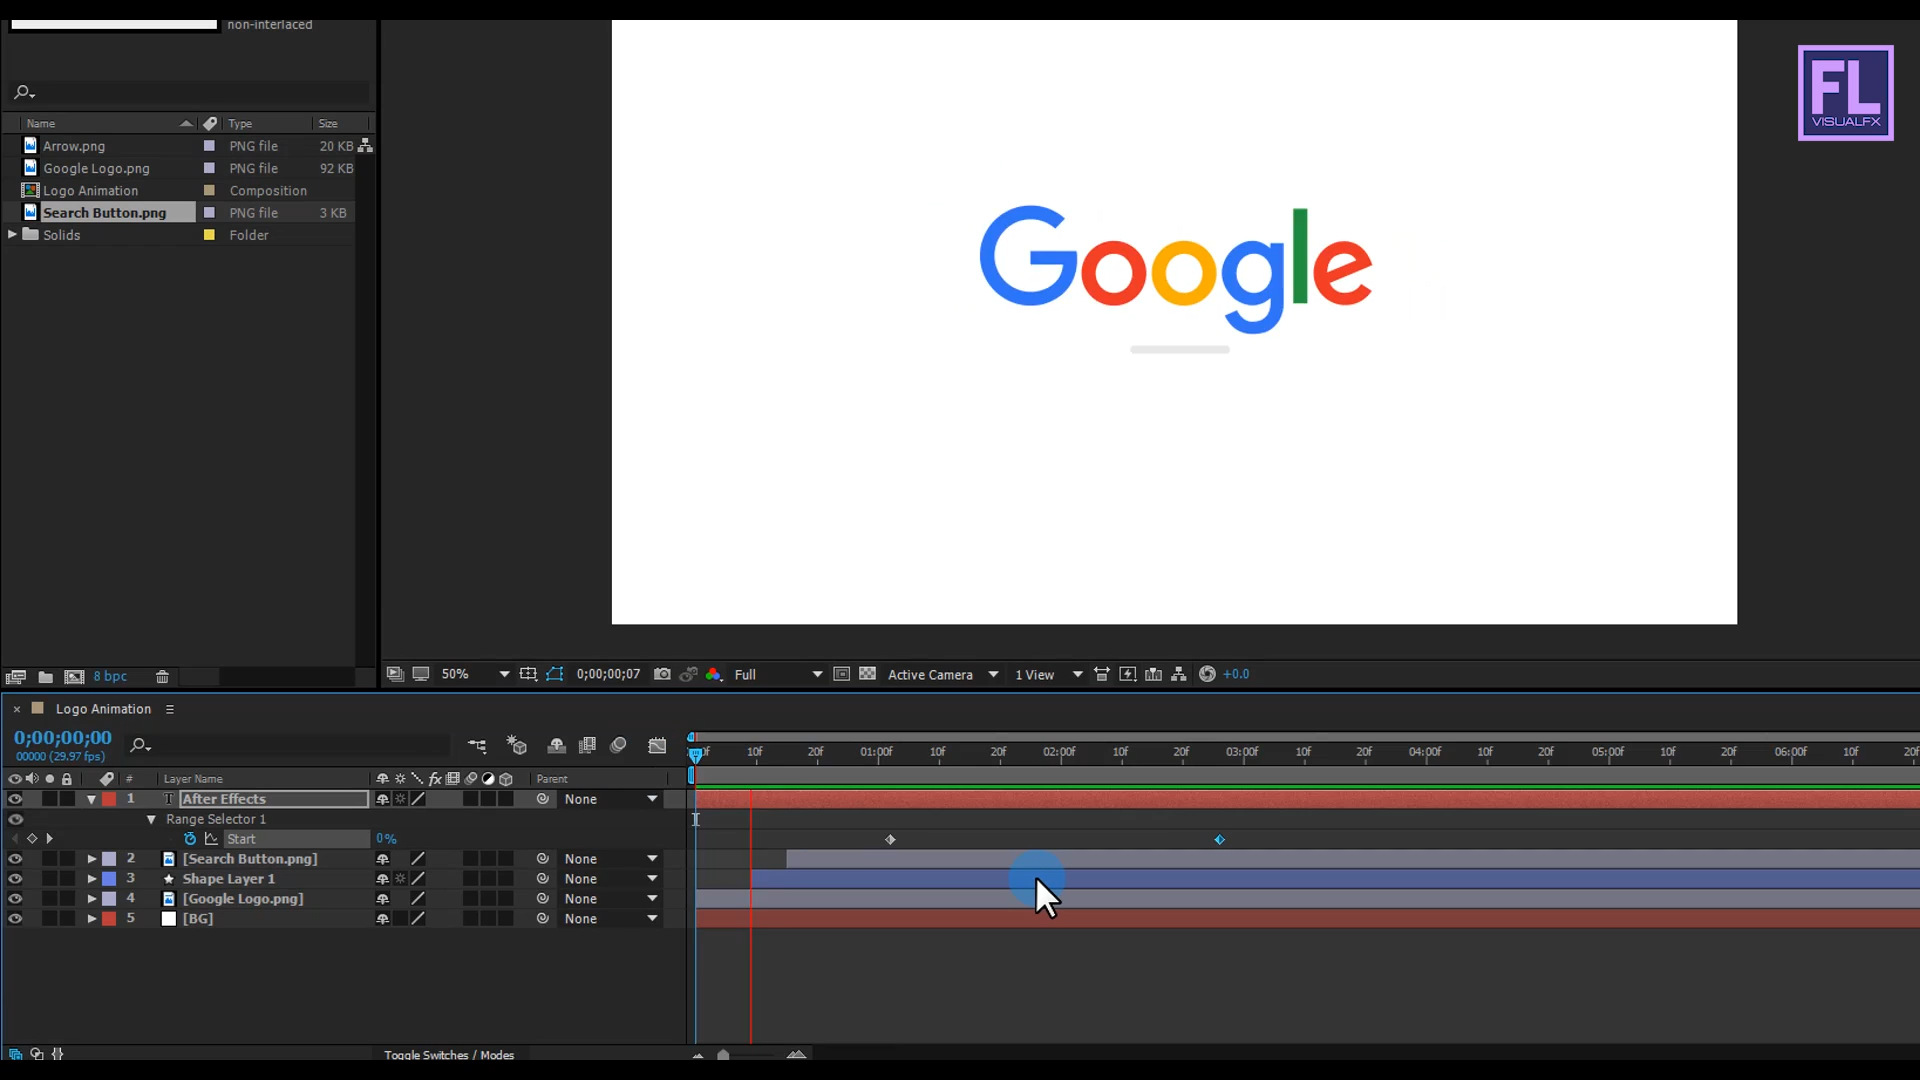 non-interlaced
FL
VISUALFX
Name Type Size
Arrow.png PNG file 20 KB
Google Logo.png PNG file 92 KB
Logo Animation Composition
Search Button.png PNG file 3 KB
Solids Folder
Google
8 bpc
50% 0;00;00;07 Full Active Camera 1 View +0.0
Logo Animation
0;00;00;00
00000 (29.97 fps)
10f 20f 01:00f 10f 20f 02:00f 10f 20f 03:00f 10f 20f 04:00f 10f 20f 05:00f 10f 20f 06:00f 10f 20f
# Layer Name fx Parent
1 T After Effects None
Range Selector 1
Start 0%
2 [Search Button.png] None
3 Shape Layer 1 None
4 [Google Logo.png] None
5 [BG] None
Toggle Switches / Modes